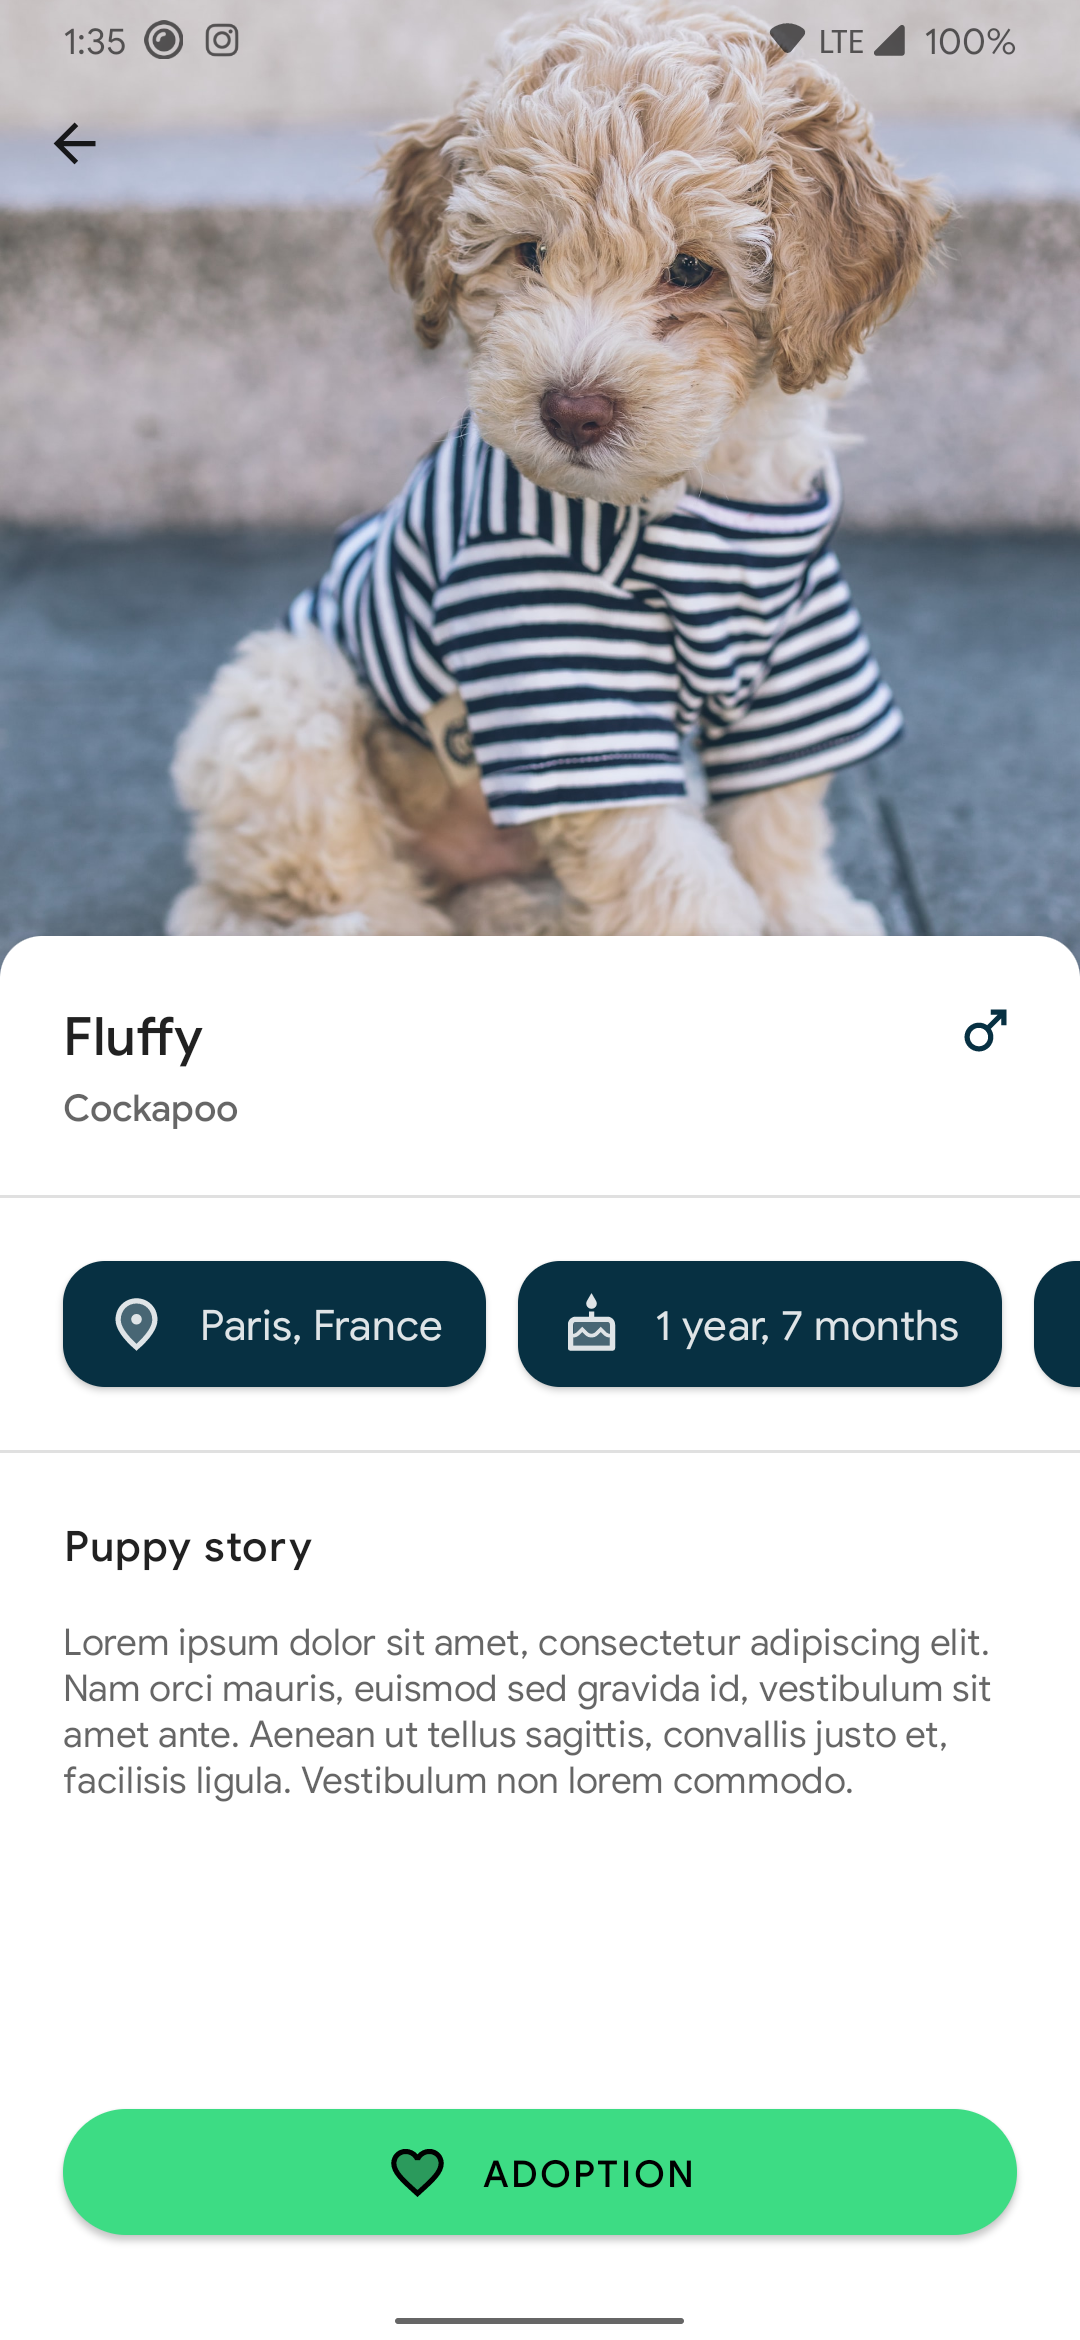 1:35 LTE 100%
Fluffy
Cockapoo
Paris, France 1 year, 7 months
Puppy story
Lorem ipsum dolor sit amet, consectetur adipiscing elit.
Nam orci mauris, euismod sed gravida id, vestibulum sit
amet ante. Aenean ut tellus sagittis, convallis justo et,
facilisis ligula. Vestibulum non lorem commodo.
ADOPTION